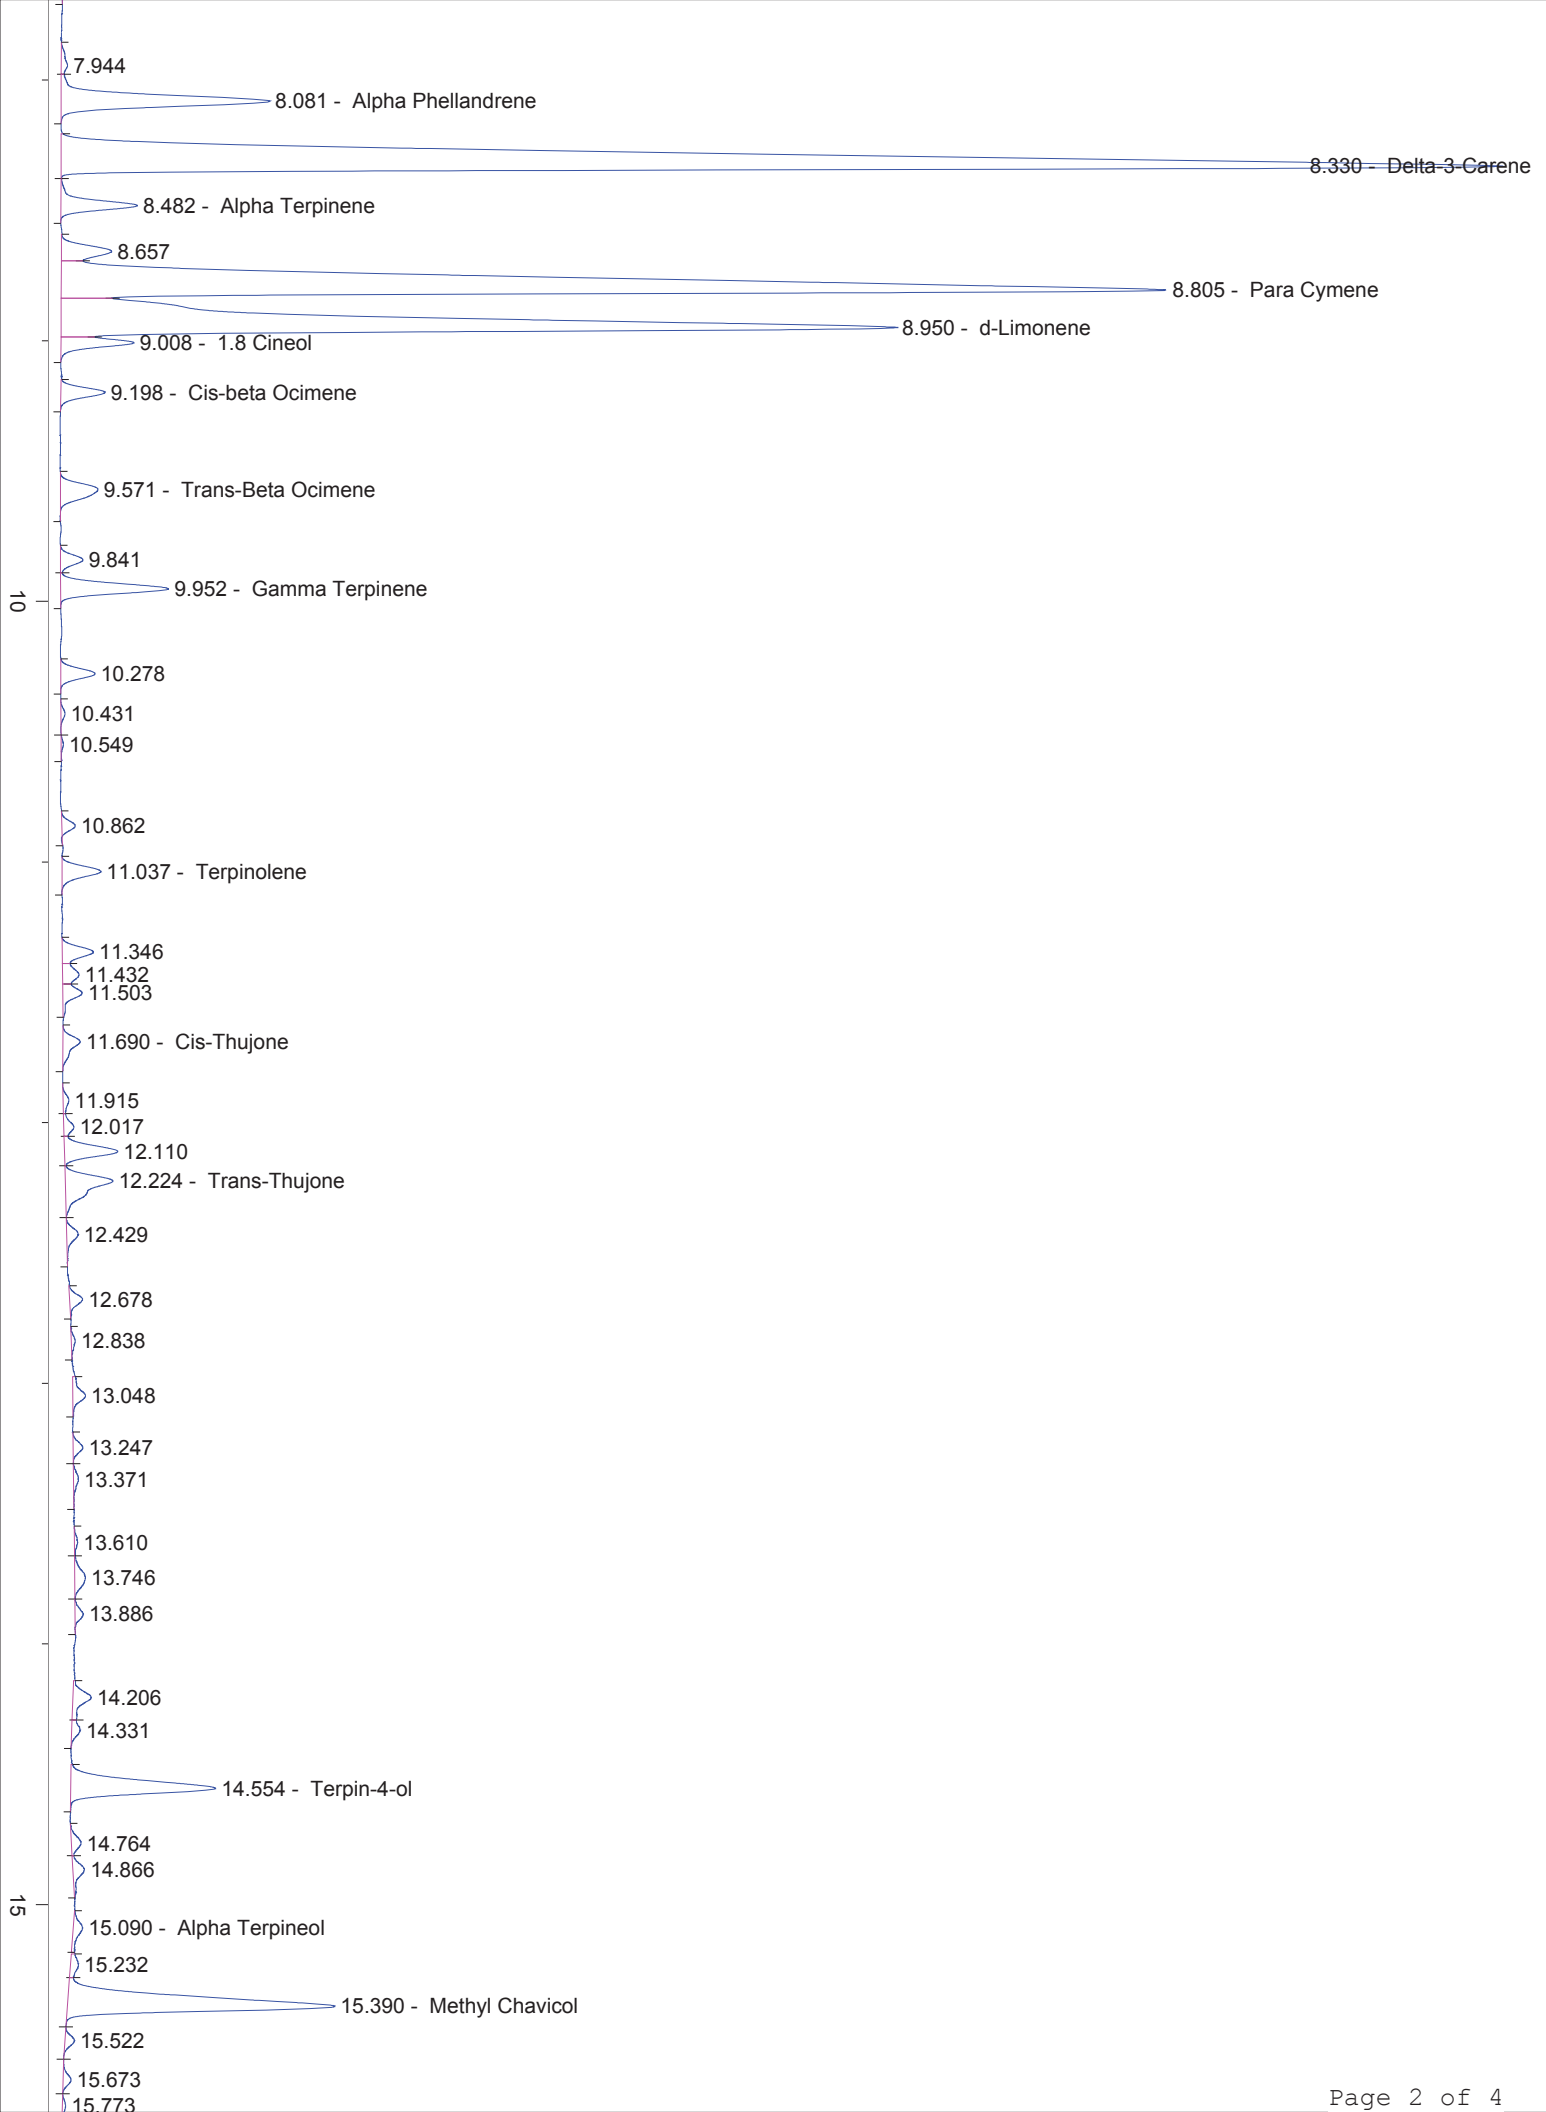 7.944
8.081 - Alpha Phellandrene
8.330 - Delta-3-Carene
8.482 - Alpha Terpinene
8.657
8.805 - Para Cymene
8.950 - d-Limonene
9.008 - 1.8 Cineol
9.198 - Cis-beta Ocimene
9.571 - Trans-Beta Ocimene
9.841
9.952 - Gamma Terpinene
10
10.278
10.431
10.549
10.862
11.037 - Terpinolene
11.346
11.432
11.503
11.690 - Cis-Thujone
11.915
12.017
12.110
12.224 - Trans-Thujone
12.429
12.678
12.838
13.048
13.247
13.371
13.610
13.746
13.886
14.206
14.331
14.554 - Terpin-4-ol
14.764
14.866
15
15.090 - Alpha Terpineol
15.232
15.390 - Methyl Chavicol
15.522
15.673
15.773
Page 2 of 4